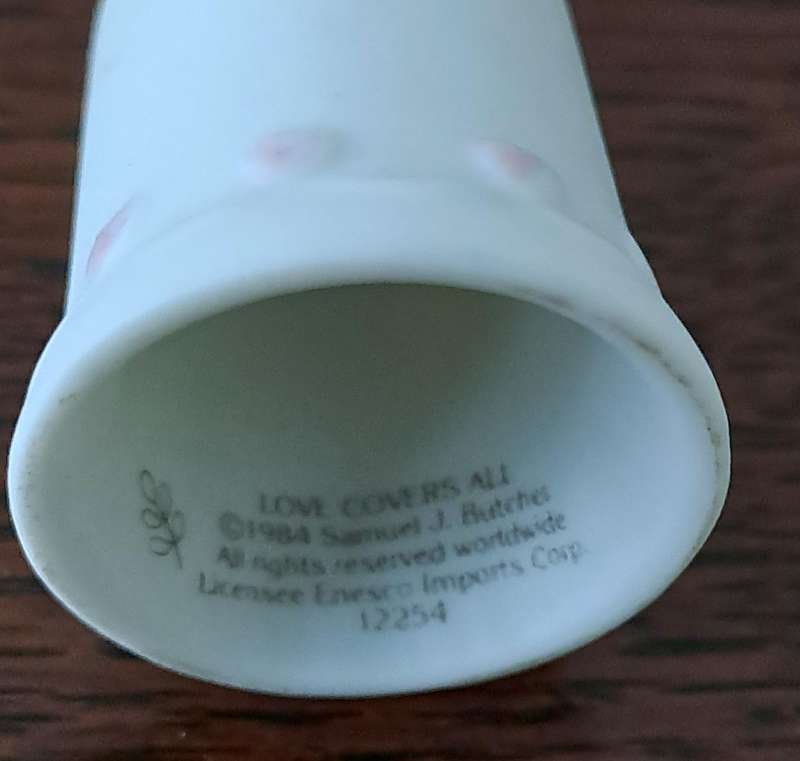 LOVE COVERS ALL
©1984 Samuel J. Butcher
All rights reserved worldwide
Licensee Enesco Imports Corp.
12254